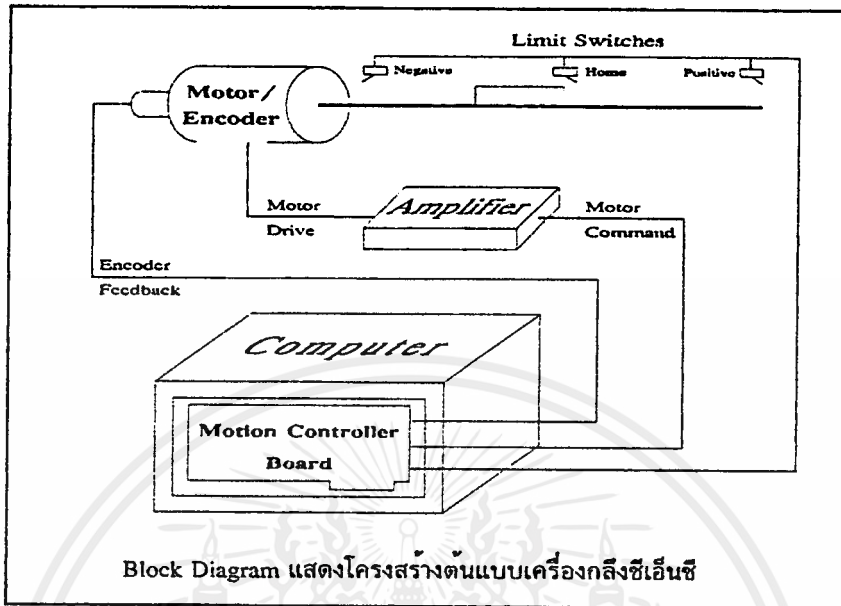 Limit Switches
Negative
Home
Positive
Motor/
Encoder
Amplifier
Motor
Drive
Motor
Command
Encoder
Feedback
Computer
Motion Controller
Board
Block Diagram แสดงโครงสร้างต้นแบบเครื่องกลึงซีเอ็นซี